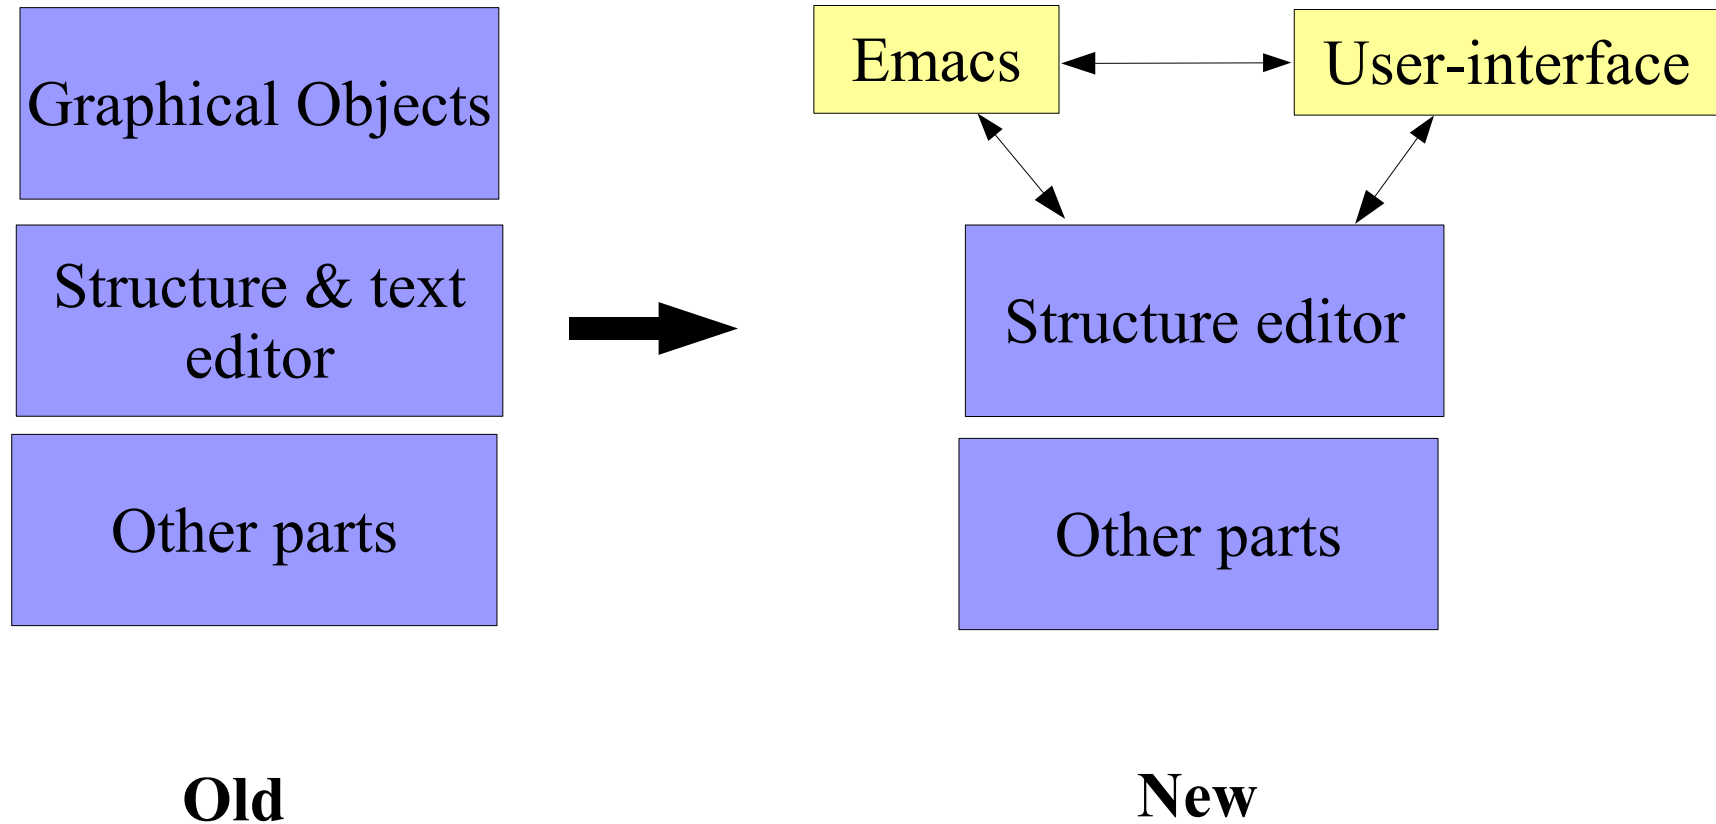 Graphical Objects
Structure & text
editor
Other parts
Old
Emacs
User-interface
Structure editor
Other parts
New